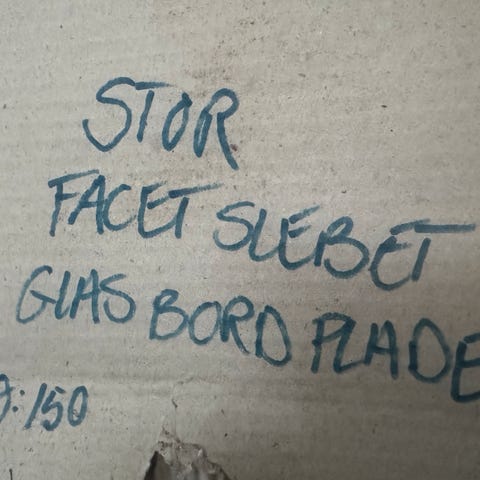 STOR
FACET SLEBET
GLAS BORD PLADE
:150